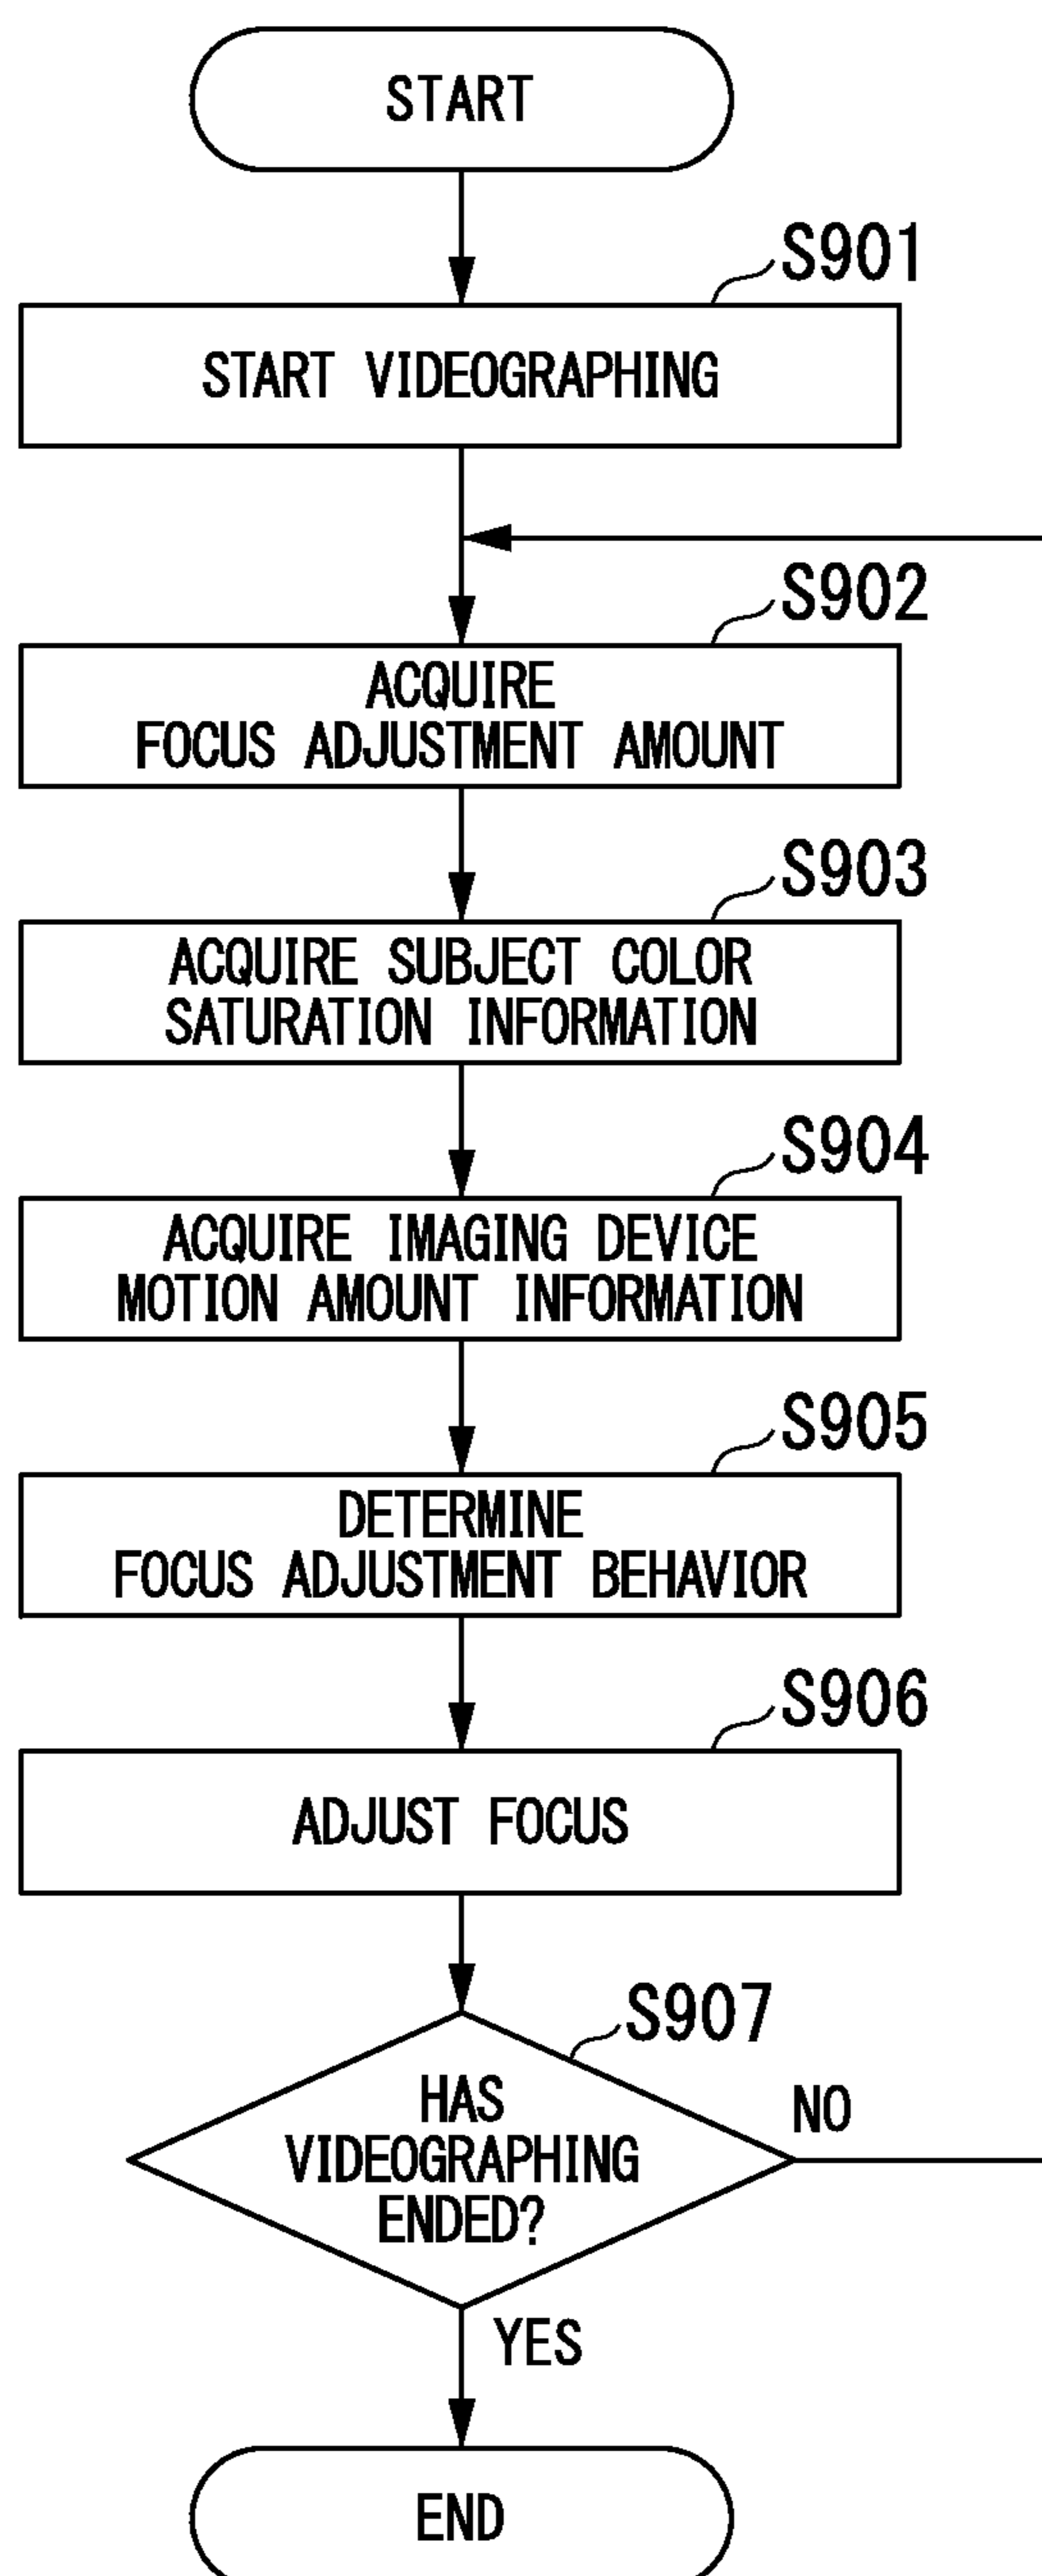 START
S901
START VIDEOGRAPHING
S902
ACQUIRE
FOCUS ADJUSTMENT AMOUNT
S903
ACQUIRE SUBJECT COLOR
SATURATION INFORMATION
S904
ACQUIRE IMAGING DEVICE
MOTION AMOUNT INFORMATION
S905
DETERMINE
FOCUS ADJUSTMENT BEHAVIOR
S906
ADJUST FOCUS
S907
HAS
VIDEOGRAPHING
ENDED?
NO
YES
END